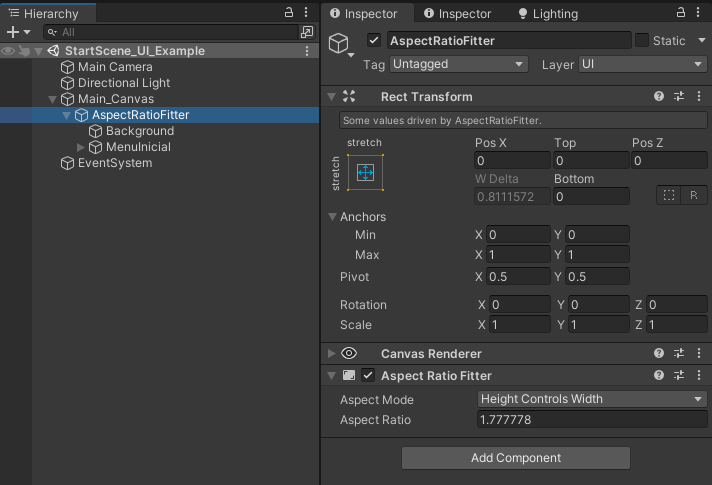 Hierarchy
All
StartScene_UI_Example
Main Camera
Directional Light
Main_Canvas
AspectRatioFitter
Background
MenuInicial
EventSystem
Inspector Inspector Lighting
AspectRatioFitter Static
Tag Untagged Layer UI
Rect Transform
Some values driven by AspectRatioFitter.
stretch Pos X Top Pos Z
stretch 0 0 0
W Delta Bottom
0.8111572 0 R
Anchors
Min X 0 Y 0
Max X 1 Y 1
Pivot X 0.5 Y 0.5
Rotation X 0 Y 0 Z 0
Scale X 1 Y 1 Z 1
Canvas Renderer
Aspect Ratio Fitter
Aspect Mode Height Controls Width
Aspect Ratio 1.777778
Add Component